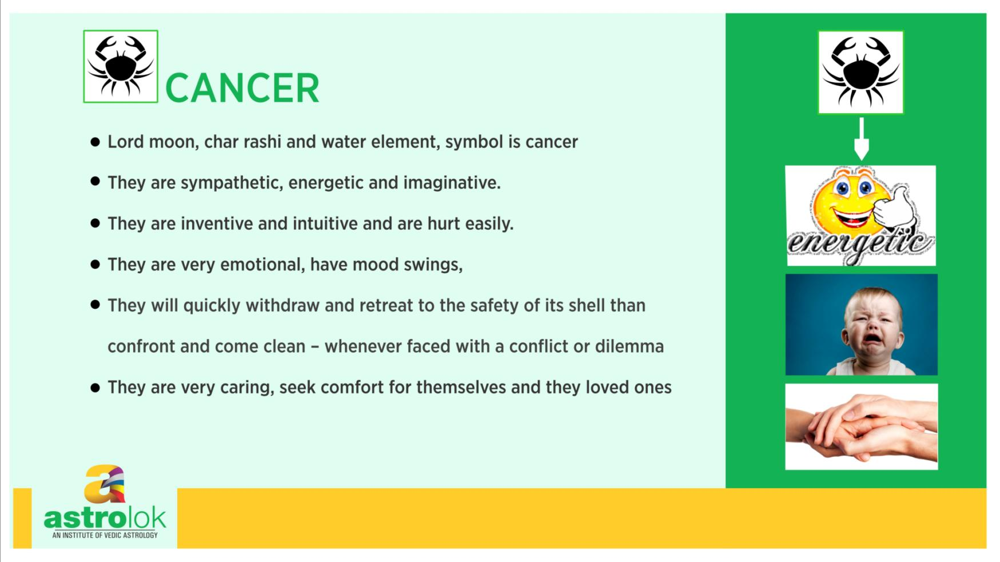 CANCER
● Lord moon, char rashi and water element, symbol is cancer
● They are sympathetic, energetic and imaginative.
● They are inventive and intuitive and are hurt easily.
● They are very emotional, have mood swings,
● They will quickly withdraw and retreat to the safety of its shell than
confront and come clean – whenever faced with a conflict or dilemma
● They are very caring, seek comfort for themselves and they loved ones
energetic
a
astrolok
AN INSTITUTE OF VEDIC ASTROLOGY